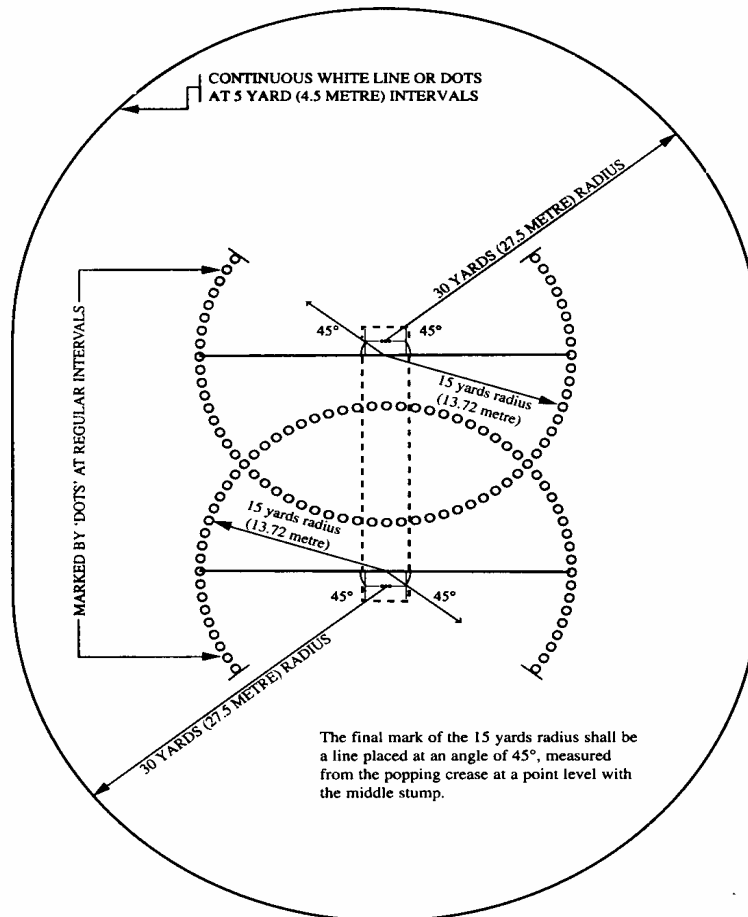 CONTINUOUS WHITE LINE OR DOTS
AT 5 YARD (4.5 METRE) INTERVALS
30 YARDS (27.5 METRE) RADIUS
MARKED BY 'DOTS' AT REGULAR INTERVALS
45°
45°
15 yards radius
(13.72 metre)
15 yards radius
(13.72 metre)
45°
45°
30 YARDS (27.5 METRE) RADIUS
The final mark of the 15 yards radius shall be
a line placed at an angle of 45°, measured
from the popping crease at a point level with
the middle stump.